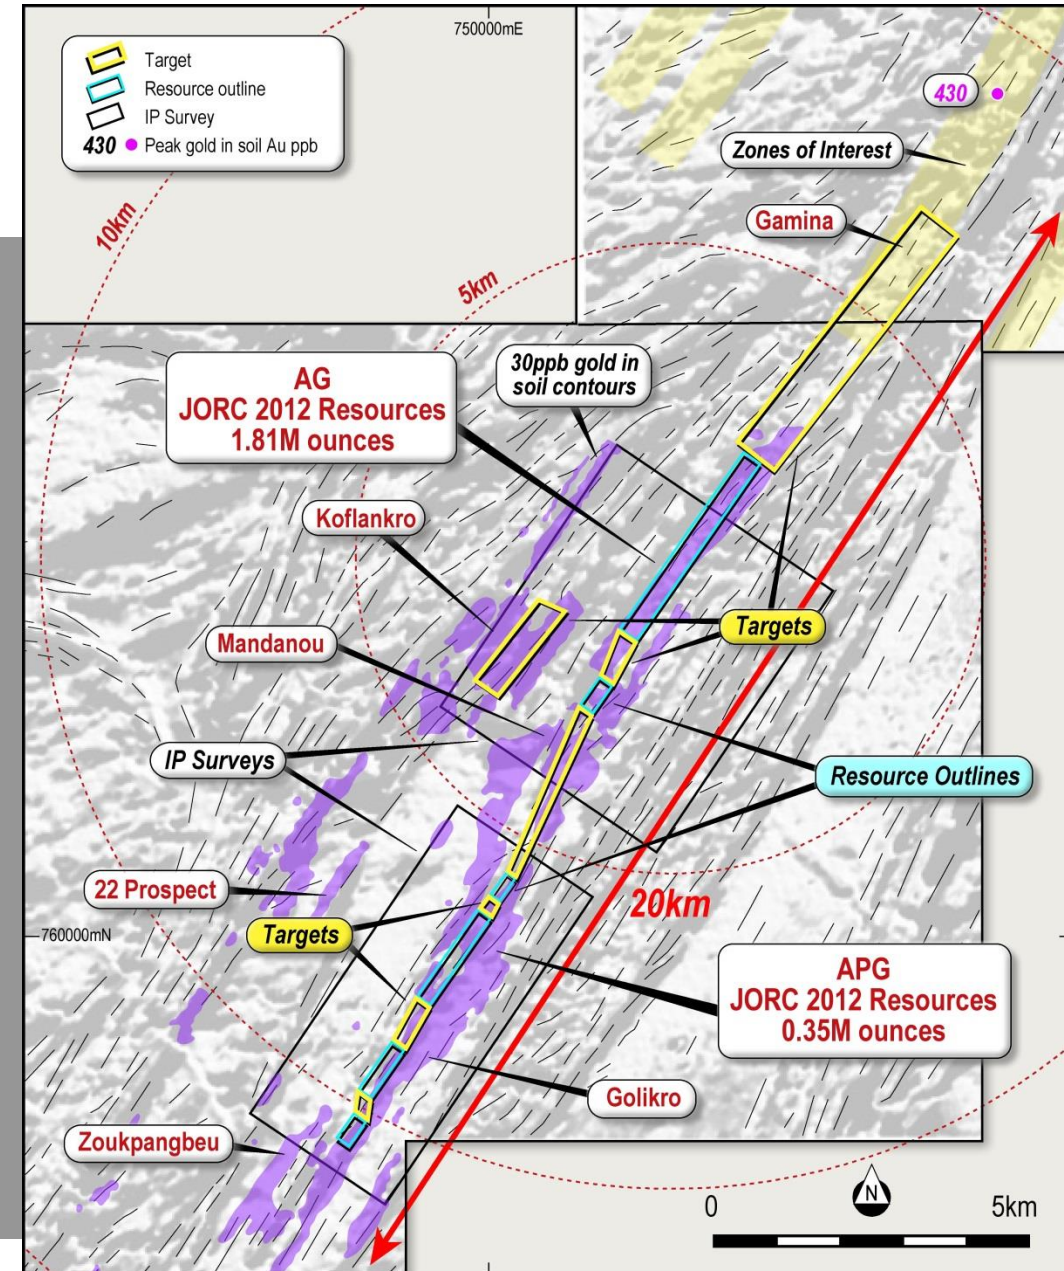 750000mE
Target
Resource outline
IP Survey
430 Peak gold in soil Au ppb
430
Zones of Interest
Gamina
10km
5km
30ppb gold in
soil contours
AG
JORC 2012 Resources
1.81M ounces
Koflankro
Mandanou
Targets
IP Surveys
Resource Outlines
22 Prospect
20km
Targets
760000mN
APG
JORC 2012 Resources
0.35M ounces
Golikro
Zoukpangbeu
N
0
5km